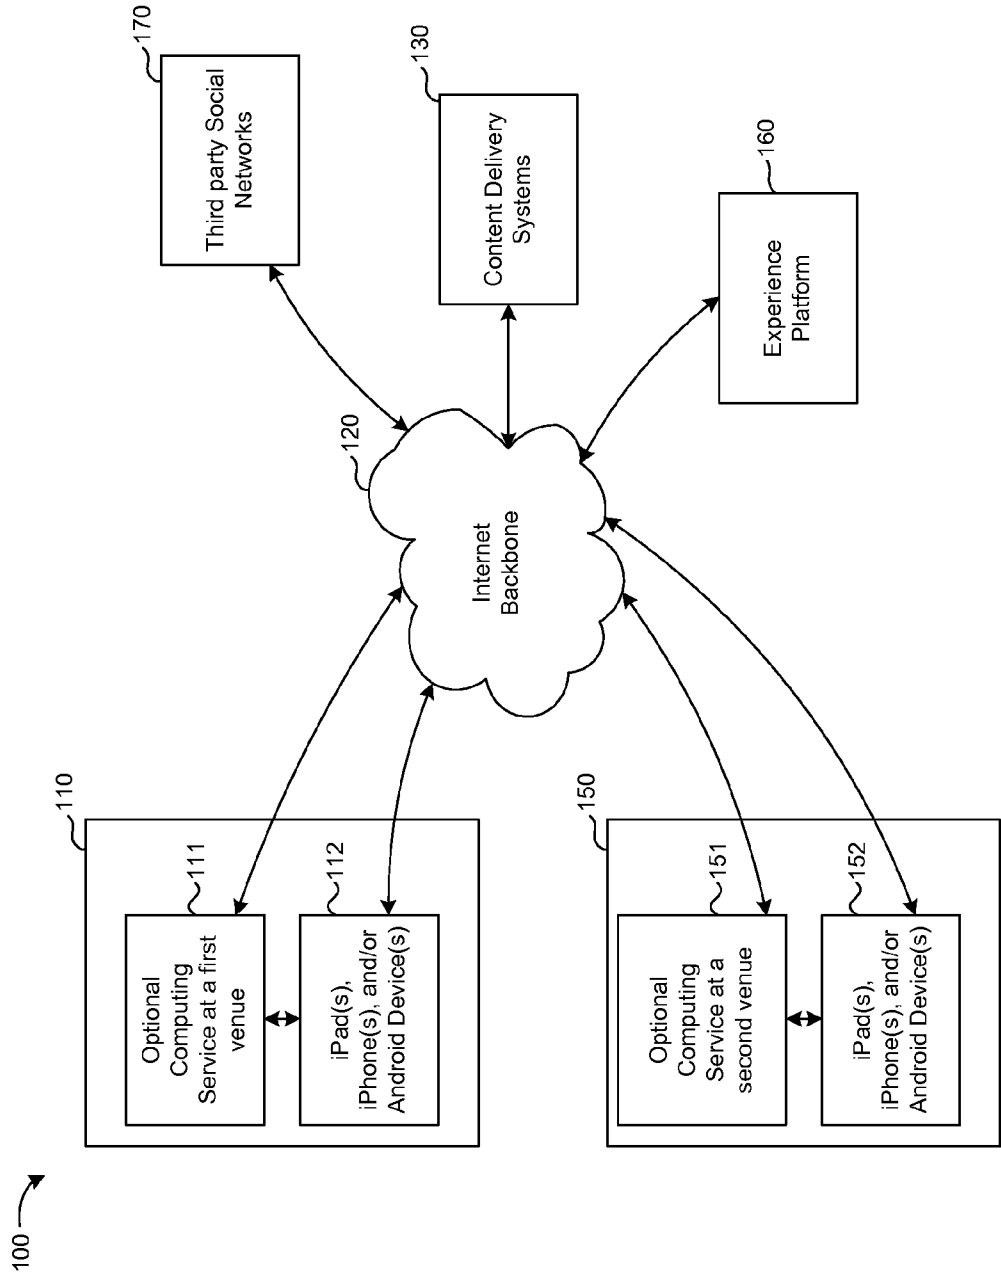 100
110
Optional
Computing
Service at a first
venue
111
iPad(s),
iPhone(s), and/or
Android Device(s)
112
150
Optional
Computing
Service at a
second venue
151
iPad(s),
iPhone(s), and/or
Android Device(s)
152
120
Internet
Backbone
170
Third party Social
Networks
130
Content Delivery
Systems
160
Experience
Platform